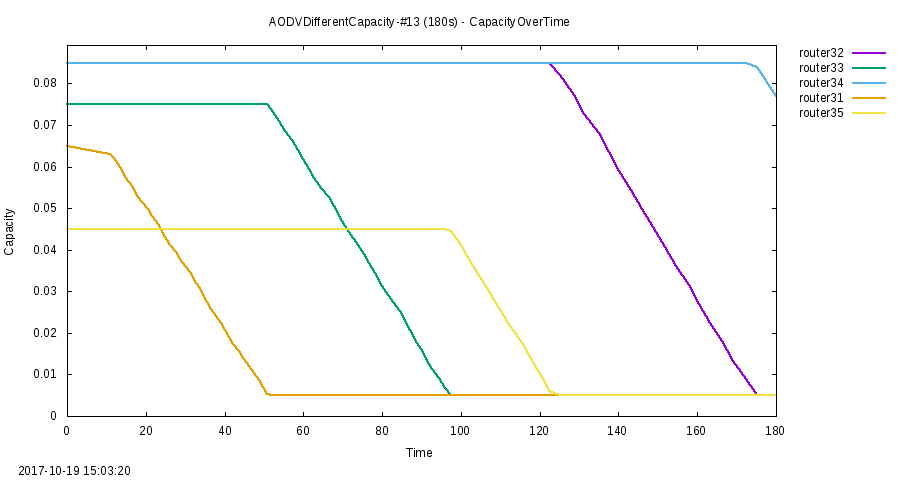 AODVDifferentCapacity-#13 (180s) - CapacityOverTime
router32
router33
router34
router31
router35
0.08
0.07
0.06
0.05
0.04
0.03
0.02
0.01
0
Capacity
0 20 40 60 80 100 120 140 160 180
Time
2017-10-19 15:03:20